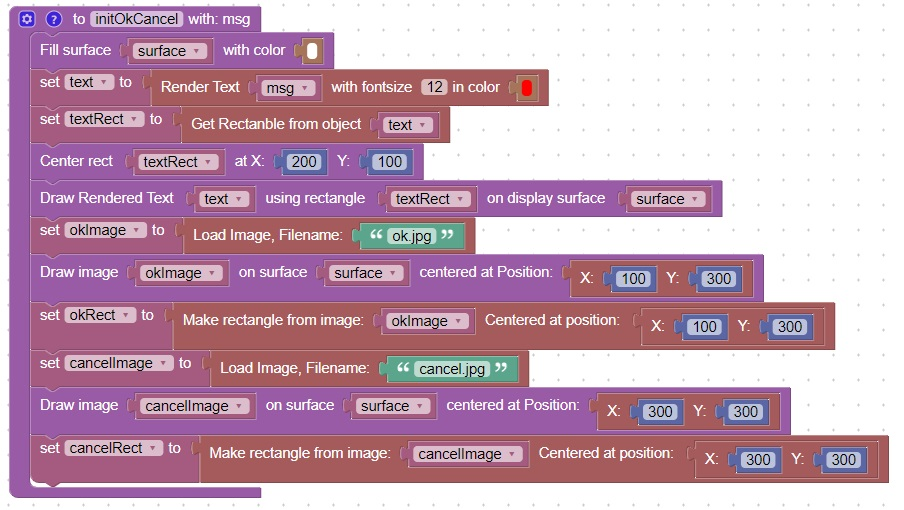 to initOkCancel with: msg
Fill surface surface with color
set text to Render Text msg with fontsize 12 in color
set textRect to Get Rectanble from object text
Center rect textRect at X: 200 Y: 100
Draw Rendered Text text using rectangle textRect on display surface surface
set okImage to Load Image, Filename: “ ok.jpg ”
Draw image okImage on surface surface centered at Position: X: 100 Y: 300
set okRect to Make rectangle from image: okImage Centered at position: X: 100 Y: 300
set cancelImage to Load Image, Filename: “ cancel.jpg ”
Draw image cancelImage on surface surface centered at Position: X: 300 Y: 300
set cancelRect to Make rectangle from image: cancelImage Centered at position: X: 300 Y: 300